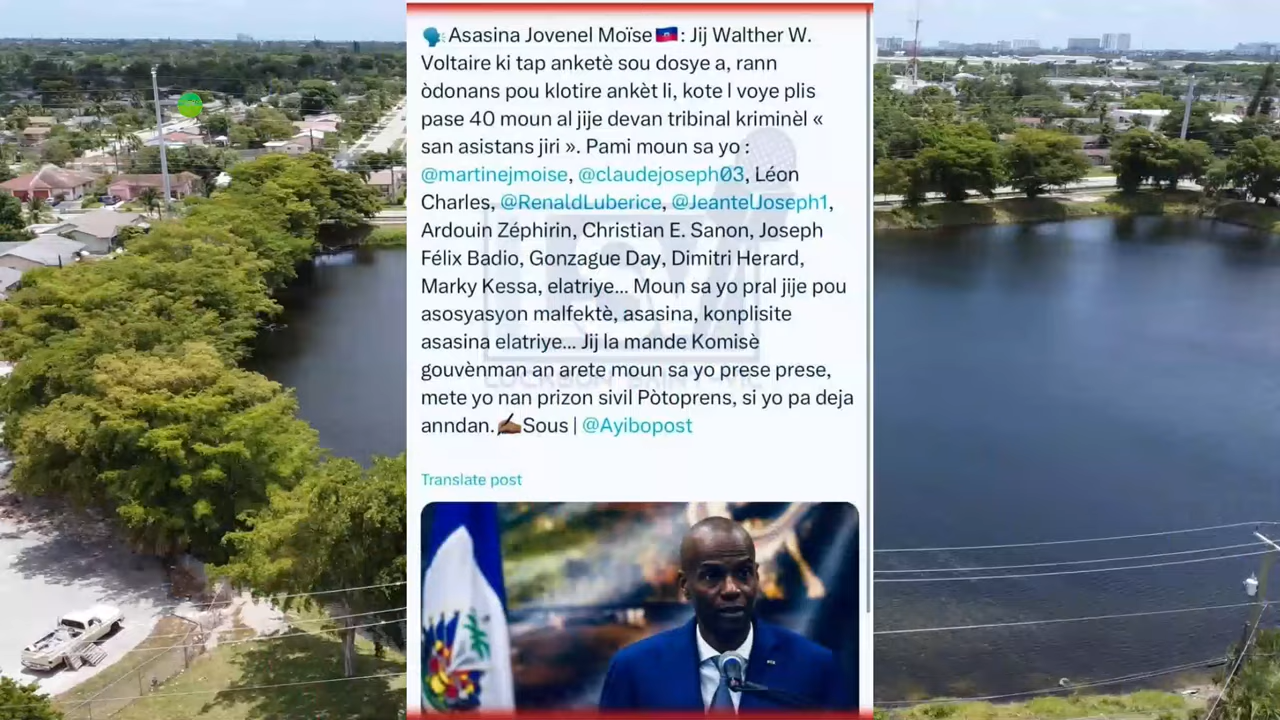 Asasina Jovenel Moïse : Jij Walther W.
Voltaire ki tap anketè sou dosye a, rann
òdonans pou klotire ankèt li, kote l voye plis
pase 40 moun al jije devan tribinal kriminèl «
san asistans jiri ». Pami moun sa yo :
@martinejmoise, @claudejoseph03, Léon
Charles, @RenaldLuberice, @JeantelJoseph1,
Ardouin Zéphirin, Christian E. Sanon, Joseph
Félix Badio, Gonzague Day, Dimitri Herard,
Marky Kessa, elatriye... Moun sa yo pral jije pou
asosyasyon malfektè, asasina, konplisite
asasina elatriye... Jij la mande Komisè
gouvènman an arete moun sa yo prese prese,
mete yo nan prizon sivil Pòtoprens, si yo pa deja
anndan. Sous | @Ayibopost
Translate post